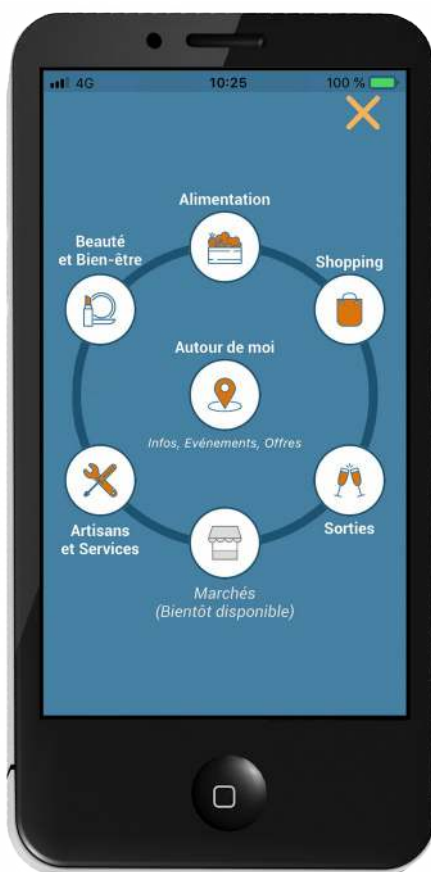 4G 10:25 100 %
Alimentation
Beauté
et Bien-être
Shopping
Autour de moi
Infos, Evénements, Offres
Artisans
et Services
Sorties
Marchés
(Bientôt disponible)